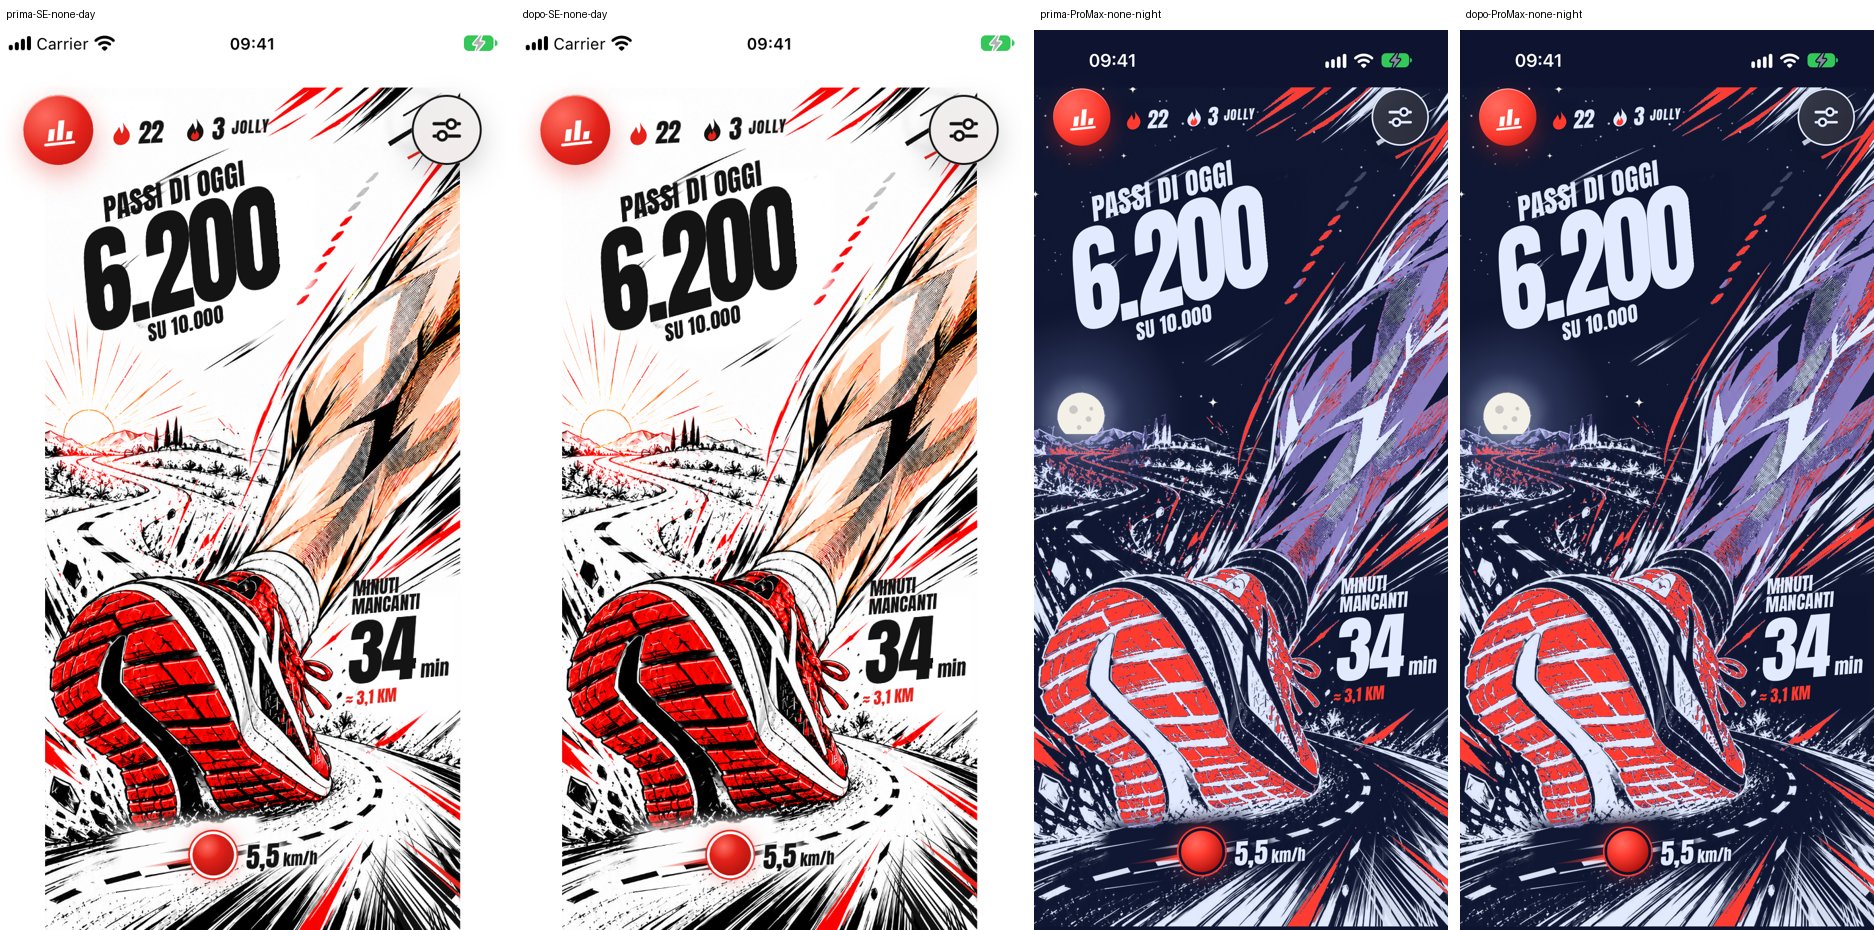 prima-SE-none-day
Carrier
09:41
22
3 JOLLY
PASSI DI OGGI
6.200
SU 10.000
MINUTI
MANCANTI
34 min
≈ 3,1 KM
5,5 km/h
dopo-SE-none-day
Carrier
09:41
22
3 JOLLY
PASSI DI OGGI
6.200
SU 10.000
MINUTI
MANCANTI
34 min
≈ 3,1 KM
5,5 km/h
prima-ProMax-none-night
09:41
22
3 JOLLY
PASSI DI OGGI
6.200
SU 10.000
MINUTI
MANCANTI
34 min
≈ 3,1 KM
5,5 km/h
dopo-ProMax-none-night
09:41
22
3 JOLLY
PASSI DI OGGI
6.200
SU 10.000
MINUTI
MANCANTI
34 min
≈ 3,1 KM
5,5 km/h